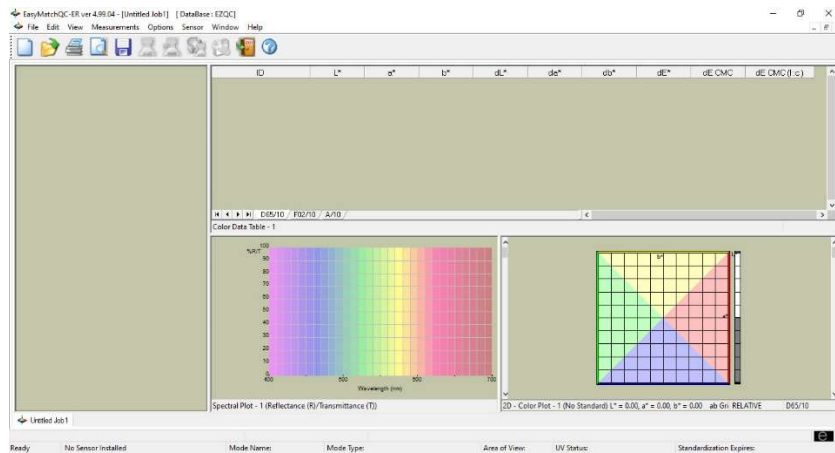 EasyMatchQC-ER ver 4.99.04 - [Untitled Job1] [ DataBase : EZQC]
File Edit View Measurements Options Sensor Window Help
ID L* a* b* dL* da* db* dE* dE CMC dE CMC(l:c)
D65/10 F02/10 A/10
Color Data Table - 1
%R/T
100
90
80
70
60
50
40
30
20
10
0
400 500 600 700
Wavelength (nm)
Spectral Plot - 1 (Reflectance (R)/Transmittance (T))
b*
a*
2D - Color Plot - 1 (No Standard) L* = 0.00, a* = 0.00, b* = 0.00 ab Gri RELATIVE D65/10
Untitled Job1
Ready No Sensor Installed Mode Name: Mode Type: Area of View: UV Status: Standardization Expires: